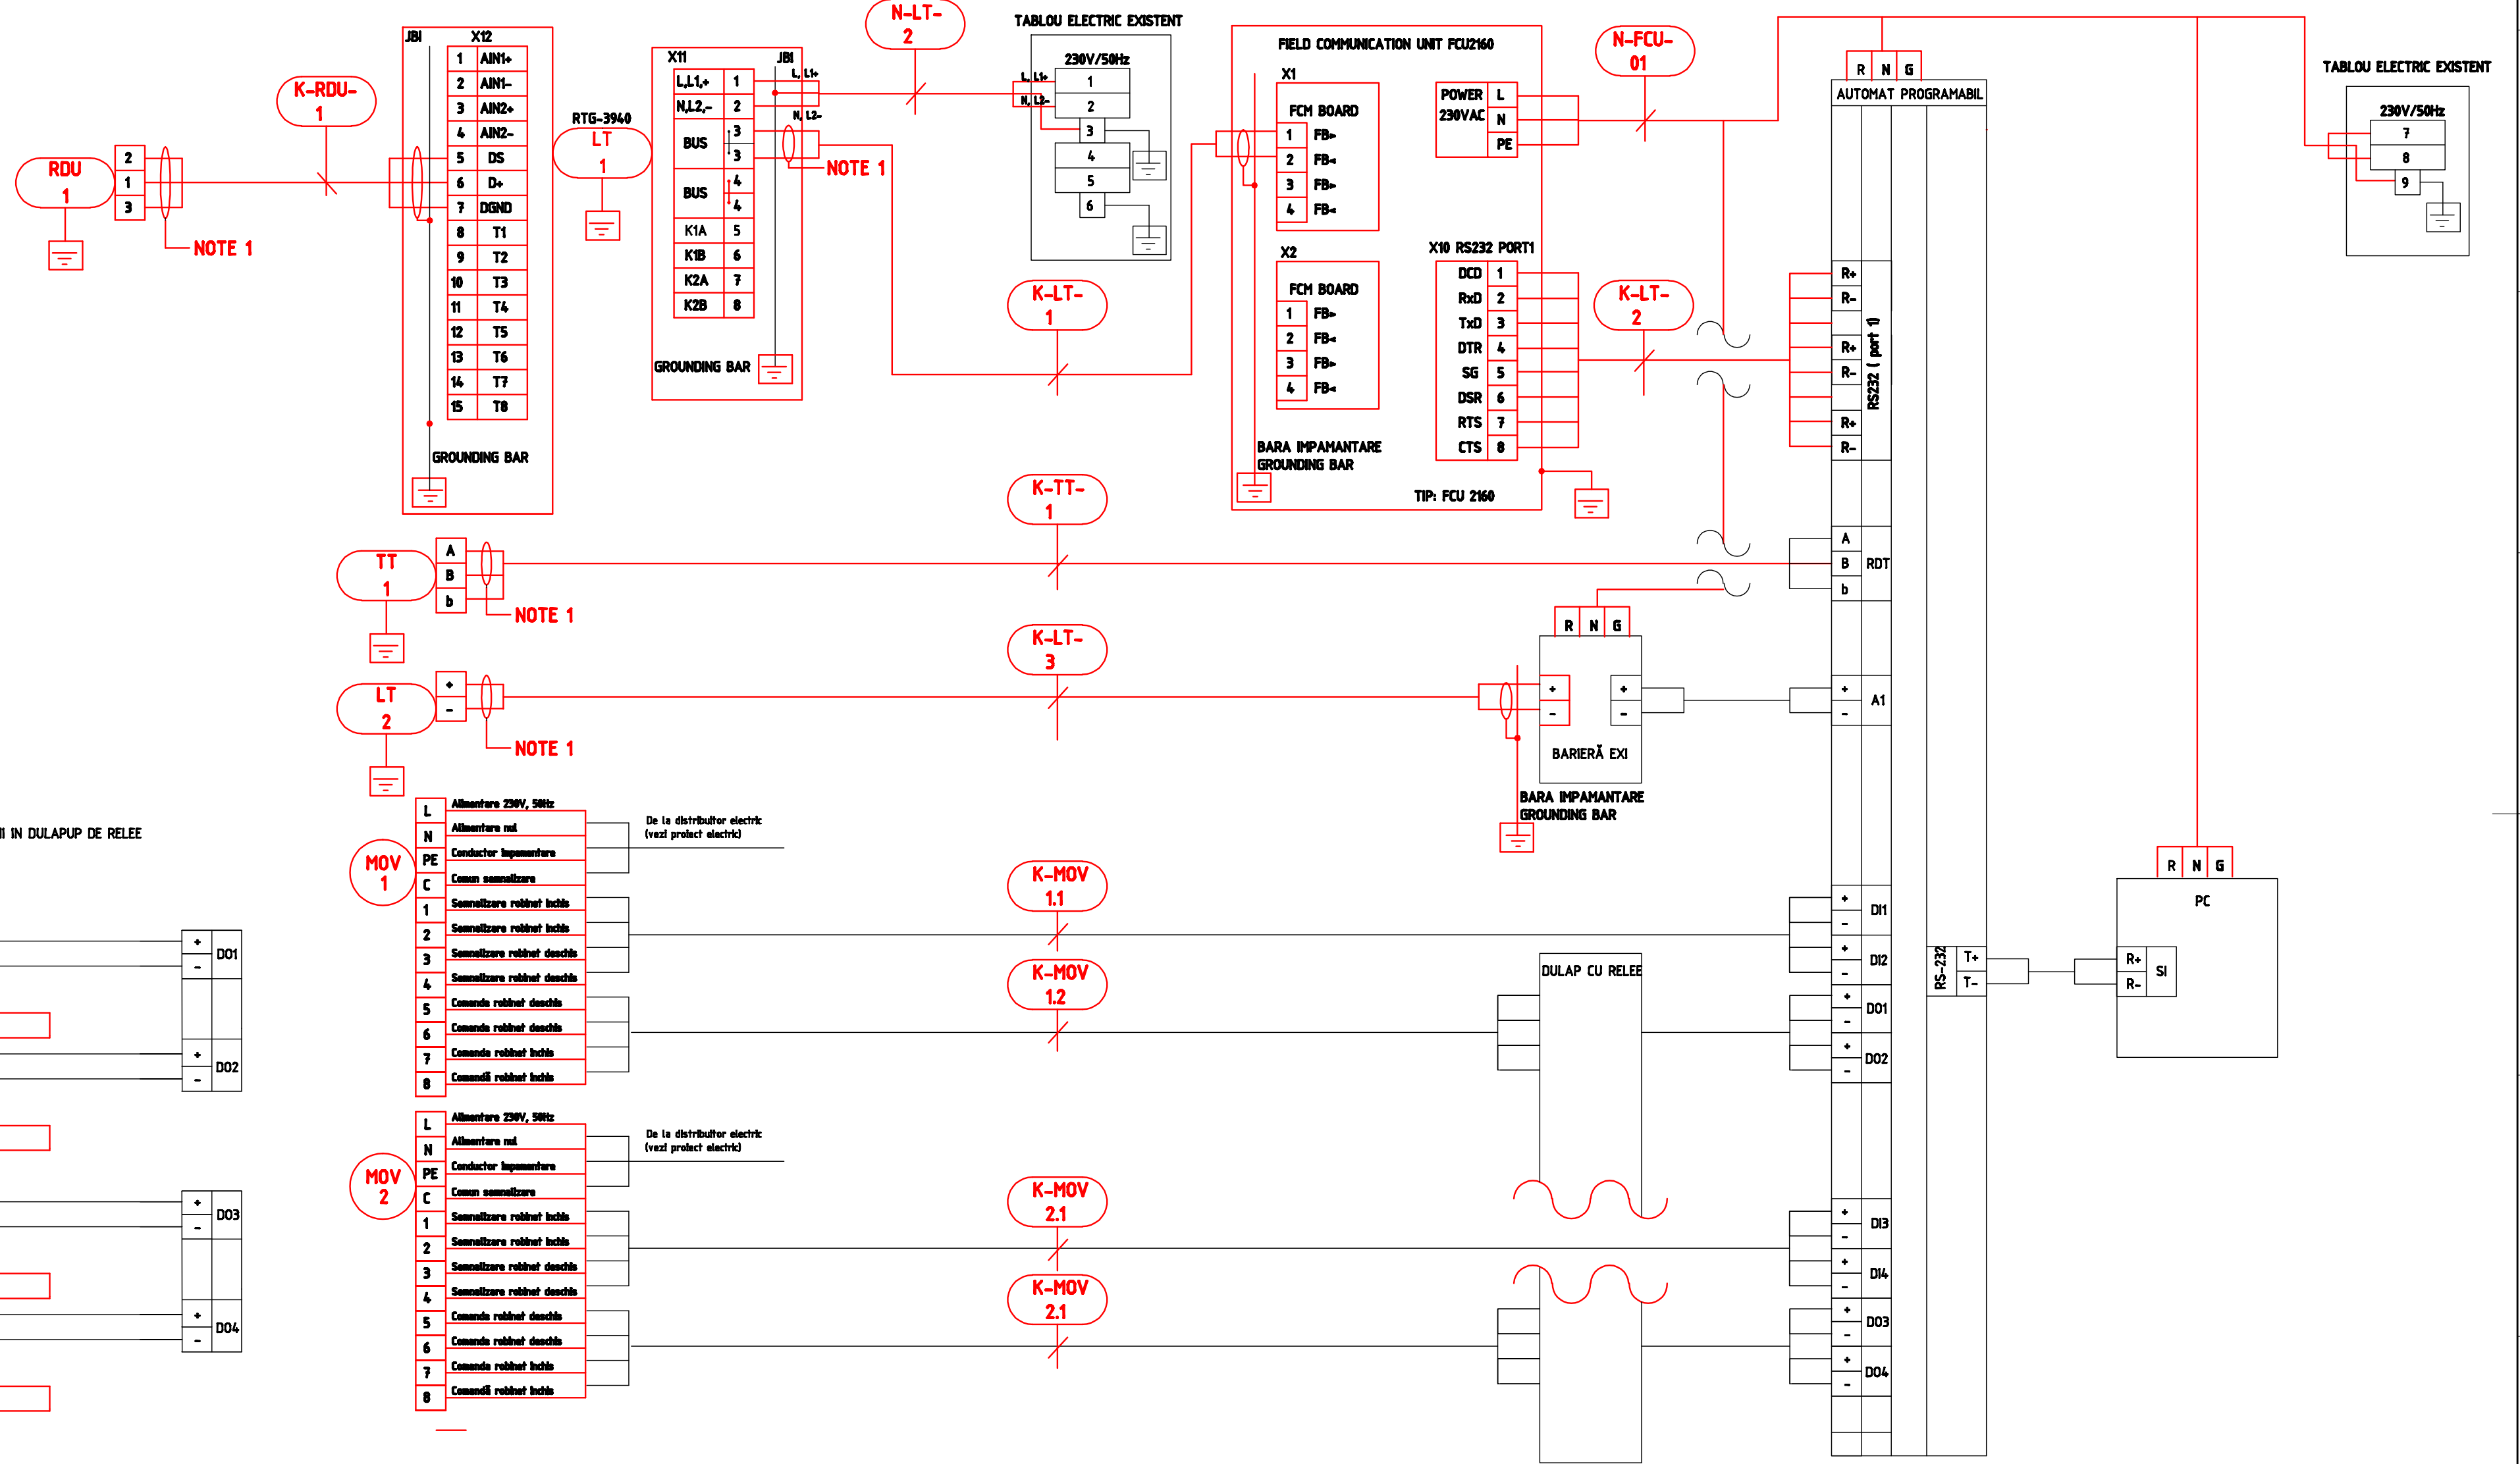 N-LT-
2
TABLOU ELECTRIC EXISTENT
230V/50Hz
L, L1+
N, L2-
1
2
3
4
5
6
JB1
X12
1 AIN1+
2 AIN1-
3 AIN2+
4 AIN2-
5 DS
6 D+
7 DGND
8 T1
9 T2
10 T3
11 T4
12 T5
13 T6
14 T7
15 T8
GROUNDING BAR
K-RDU-
1
RDU
1
2
1
3
NOTE 1
RTG-3940
LT
1
X11
JB1
L,L1,+ 1
N,L2,- 2
BUS 3
3
BUS 4
4
K1A 5
K1B 6
K2A 7
K2B 8
L, L1+
N, L2-
NOTE 1
GROUNDING BAR
K-LT-
1
FIELD COMMUNICATION UNIT FCU2160
X1
FCM BOARD
1 FB>
2 FB<
3 FB>
4 FB<
X2
FCM BOARD
1 FB>
2 FB<
3 FB>
4 FB<
BARA IMPAMANTARE
GROUNDING BAR
POWER L
230VAC N
PE
X10 RS232 PORT1
DCD 1
RxD 2
TxD 3
DTR 4
SG 5
DSR 6
RTS 7
CTS 8
TIP: FCU 2160
N-FCU-
01
K-LT-
2
R N G
AUTOMAT PROGRAMABIL
R+
R-
R+
R-
R+
R-
RS232 ( port 1)
TABLOU ELECTRIC EXISTENT
230V/50Hz
7
8
9
K-TT-
1
TT
1
A
B
b
NOTE 1
A
B RDT
b
K-LT-
3
LT
2
+
-
NOTE 1
R N G
+
-
+
-
BARIERĂ EXI
BARA IMPAMANTARE
GROUNDING BAR
+
- A1
II IN DULAPUP DE RELEE
+
- DO1
+
- DO2
+
- DO3
+
- DO4
MOV
1
L Alimentare 230V, 50Hz
N Alimentare nul
PE Conductor impamantare
C Comun semnalizare
1 Semnalizare robinet inchis
2 Semnalizare robinet inchis
3 Semnalizare robinet deschis
4 Semnalizare robinet deschis
5 Comanda robinet deschis
6 Comanda robinet deschis
7 Comanda robinet inchis
8 Comandă robinet inchis
De la distribuitor electric
(vezi proiect electric)
K-MOV
1.1
K-MOV
1.2
DULAP CU RELEE
+
- DI1
+
- DI2
+
- DO1
+
- DO2
RS-232
T+
T-
R N G
PC
R+
R-
SI
MOV
2
L Alimentare 230V, 50Hz
N Alimentare nul
PE Conductor impamantare
C Comun semnalizare
1 Semnalizare robinet inchis
2 Semnalizare robinet inchis
3 Semnalizare robinet deschis
4 Semnalizare robinet deschis
5 Comanda robinet deschis
6 Comanda robinet deschis
7 Comanda robinet inchis
8 Comandă robinet inchis
De la distribuitor electric
(vezi proiect electric)
K-MOV
2.1
K-MOV
2.1
+
- DI3
+
- DI4
+
- DO3
+
- DO4